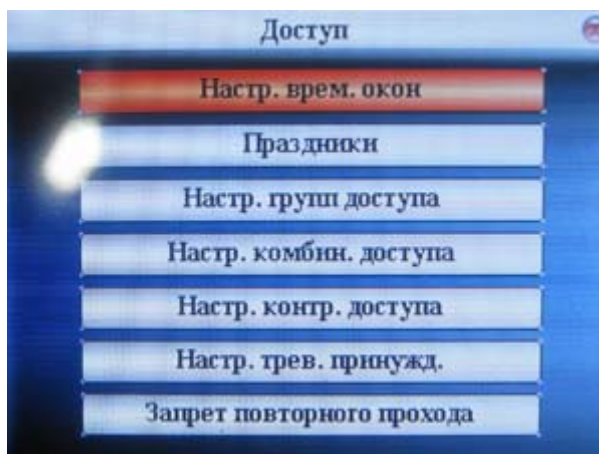 Доступ
Настр. врем. окон
Праздники
Настр. групп доступа
Настр. комбин. доступа
Настр. контр. доступа
Настр. трев. принужд.
Запрет повторного прохода